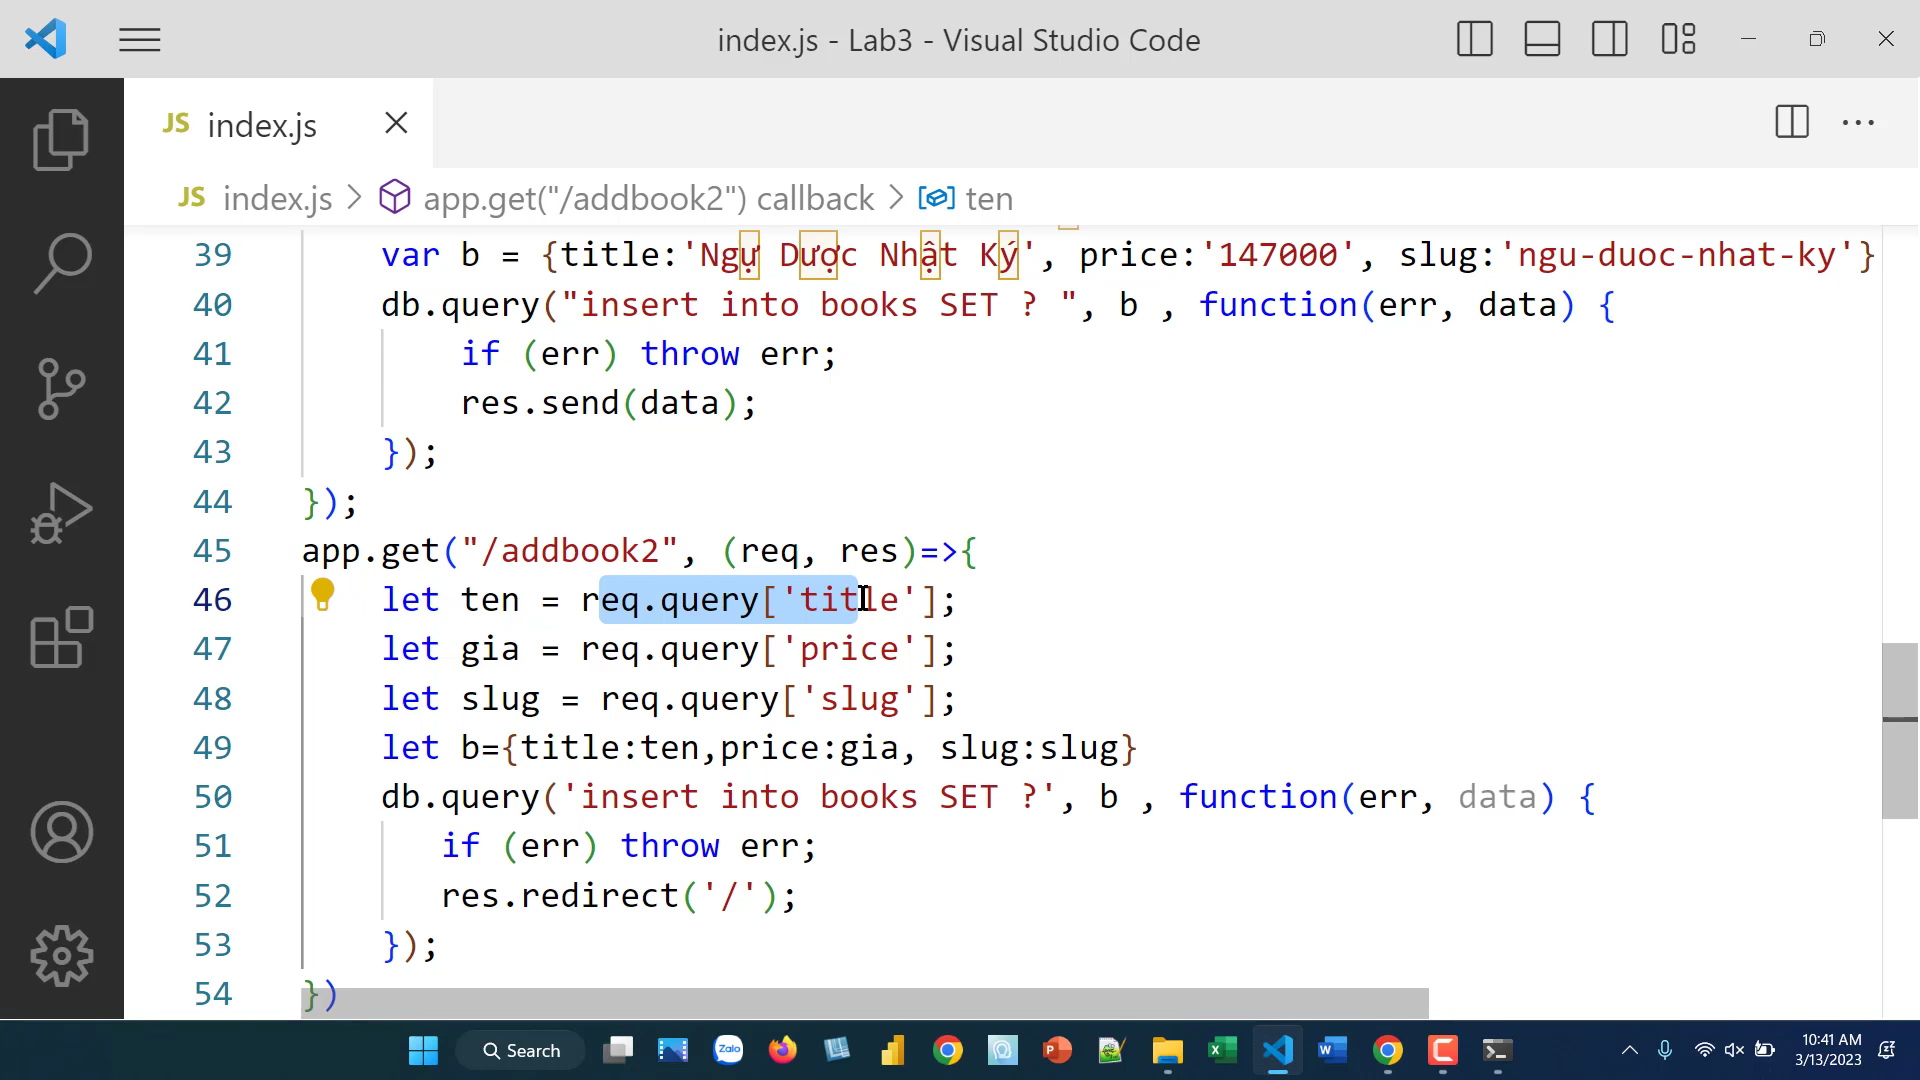 index.js - Lab3 - Visual Studio Code
JS index.js
JS index.js > app.get("/addbook2") callback > ten
39 var b = {title:'Ngự Dược Nhật Ký', price:'147000', slug:'ngu-duoc-nhat-ky'}
40 db.query("insert into books SET ? ", b , function(err, data) {
41 if (err) throw err;
42 res.send(data);
43 });
44 });
45 app.get("/addbook2", (req, res)=>{
46 let ten = req.query['title'];
47 let gia = req.query['price'];
48 let slug = req.query['slug'];
49 let b={title:ten,price:gia, slug:slug}
50 db.query('insert into books SET ?', b , function(err, data) {
51 if (err) throw err;
52 res.redirect('/');
53 });
54 })
Search
Zalo
10:41 AM
3/13/2023